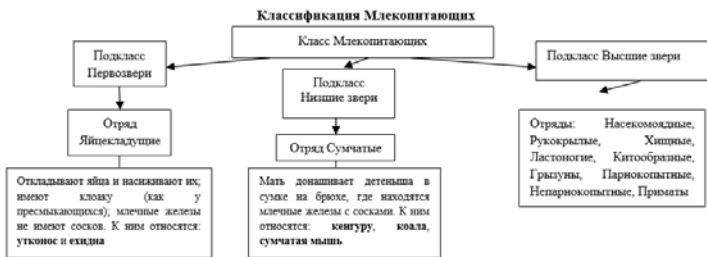 Классификация Млекопитающих
Класс Млекопитающих
Подкласс
Первозвери
Подкласс
Низшие звери
Подкласс Высшие звери
Отряд
Яйцекладущие
Отряд Сумчатые
Отряды: Насекомоядные,
Рукокрылые, Хищные,
Ластоногие, Китообразные,
Грызуны, Парнокопытные,
Непарнокопытные, Приматы
Откладывают яйца и насиживают их;
имеют клоаку (как у
пресмыкающихся); млечные железы
не имеют сосков. К ним относятся:
утконос и ехидна
Мать донашивает детеныша в
сумке на брюхе, где находятся
млечные железы с сосками. К ним
относятся: кенгуру, коала,
сумчатая мышь